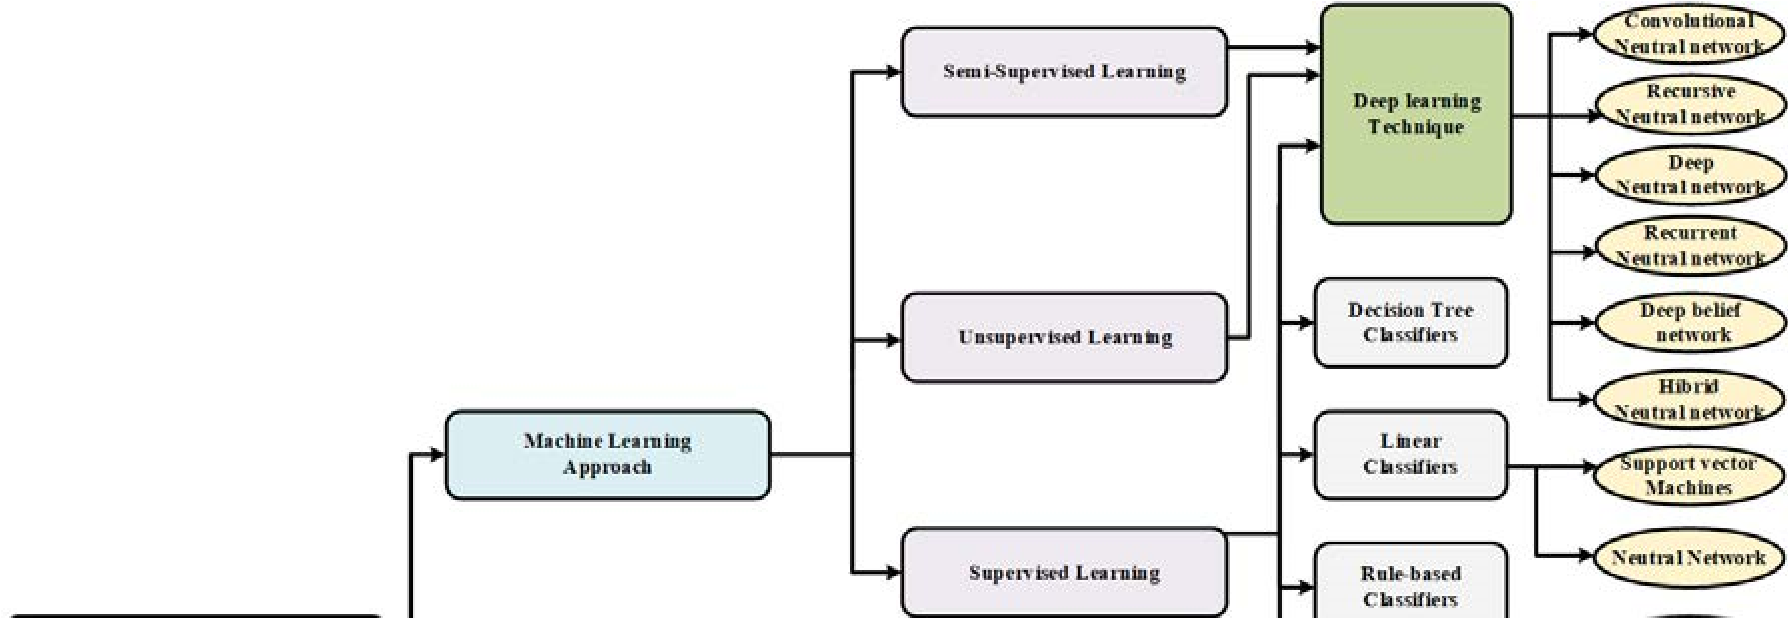 Semi-Supervised Learning
Unsupervised Learning
Machine Learning
Approach
Supervised Learning
Deep learning
Technique
Decision Tree
Classifiers
Linear
Classifiers
Rule-based
Classifiers
Convolutional
Neutral network
Recursive
Neutral network
Deep
Neutral network
Recurrent
Neutral network
Deep belief
network
Hibrid
Neutral network
Support vector
Machines
Neutral Network